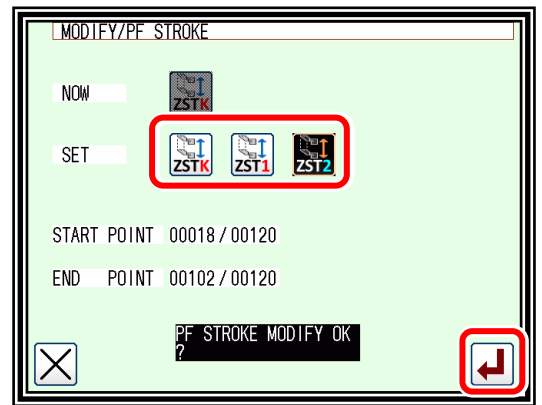 MODIFY/PF STROKE
NOW
ZSTK
SET
ZSTK ZST1 ZST2
START POINT 00018/00120
END POINT 00102/00120
PF STROKE MODIFY OK
?